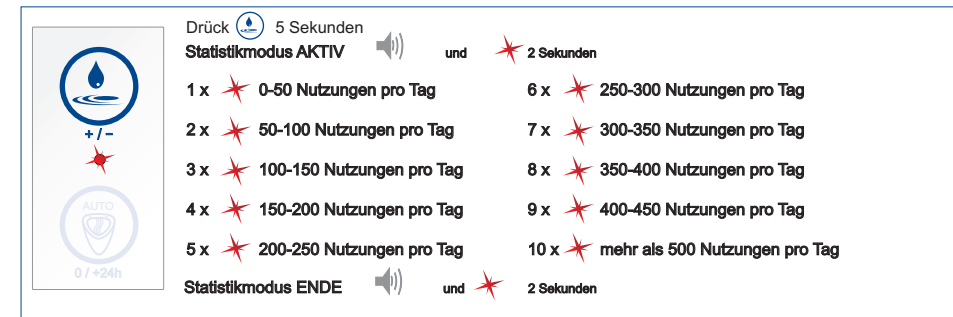 Drück 5 Sekunden
Statistikmodus AKTIV und 2 Sekunden
1 x 0-50 Nutzungen pro Tag
2 x 50-100 Nutzungen pro Tag
3 x 100-150 Nutzungen pro Tag
4 x 150-200 Nutzungen pro Tag
5 x 200-250 Nutzungen pro Tag
6 x 250-300 Nutzungen pro Tag
7 x 300-350 Nutzungen pro Tag
8 x 350-400 Nutzungen pro Tag
9 x 400-450 Nutzungen pro Tag
10 x mehr als 500 Nutzungen pro Tag
Statistikmodus ENDE und 2 Sekunden
+ / −
AUTO
0 / +24h